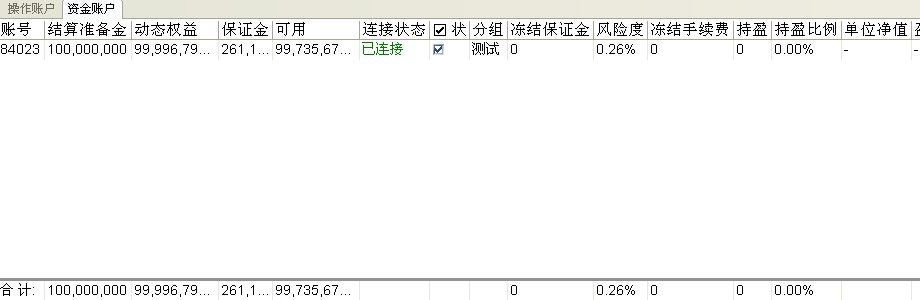 操作账户 资金账户
账号 结算准备金 动态权益 保证金 可用 连接状态 状 分组 冻结保证金 风险度 冻结手续费 持盈 持盈比例 单位净值
84023 100,000,000 99,996,79... 261,1... 99,735,67... 已连接 测试 0 0.26% 0 0 0.00% - -
合计: 100,000,000 99,996,79... 261,1... 99,735,67... 0 0.26% 0 0 0.00%